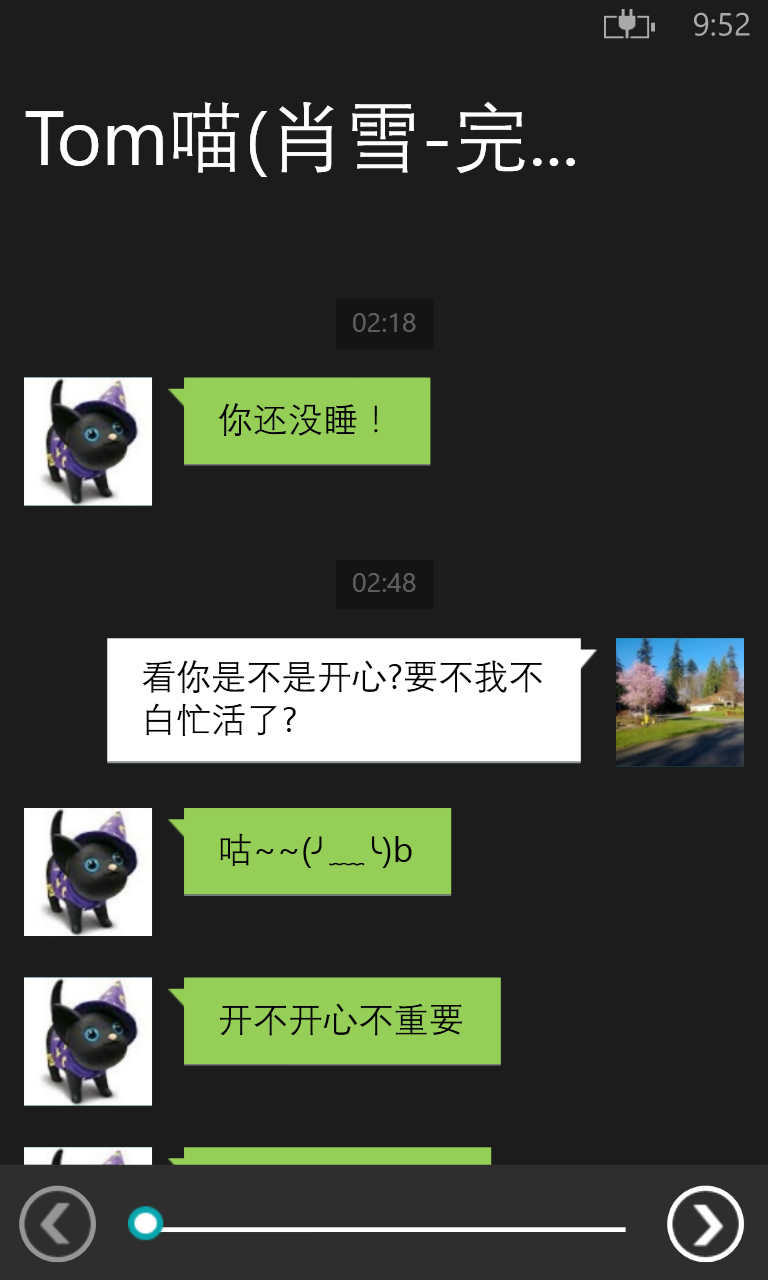 9:52
Tom喵(肖雪-完...
02:18
你还没睡！
02:48
看你是不是开心?要不我不
白忙活了?
咕~~(╯﹏╰)b
开不开心不重要